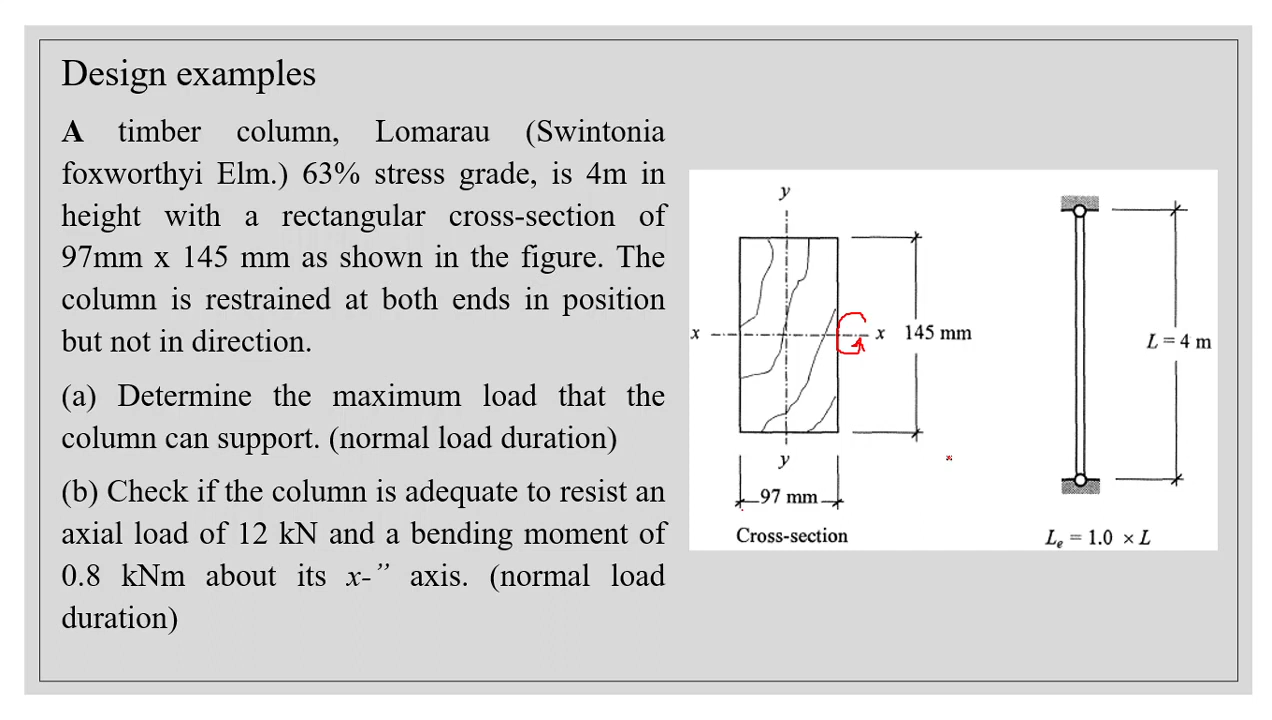 Design examples
A timber column, Lomarau (Swintonia
foxworthyi Elm.) 63% stress grade, is 4m in
height with a rectangular cross-section of
97mm x 145 mm as shown in the figure. The
column is restrained at both ends in position
but not in direction.
(a) Determine the maximum load that the
column can support. (normal load duration)
(b) Check if the column is adequate to resist an
axial load of 12 kN and a bending moment of
0.8 kNm about its x-” axis. (normal load
duration)
y
x
x
145 mm
y
97 mm
Cross-section
L = 4 m
Lₑ = 1.0 × L